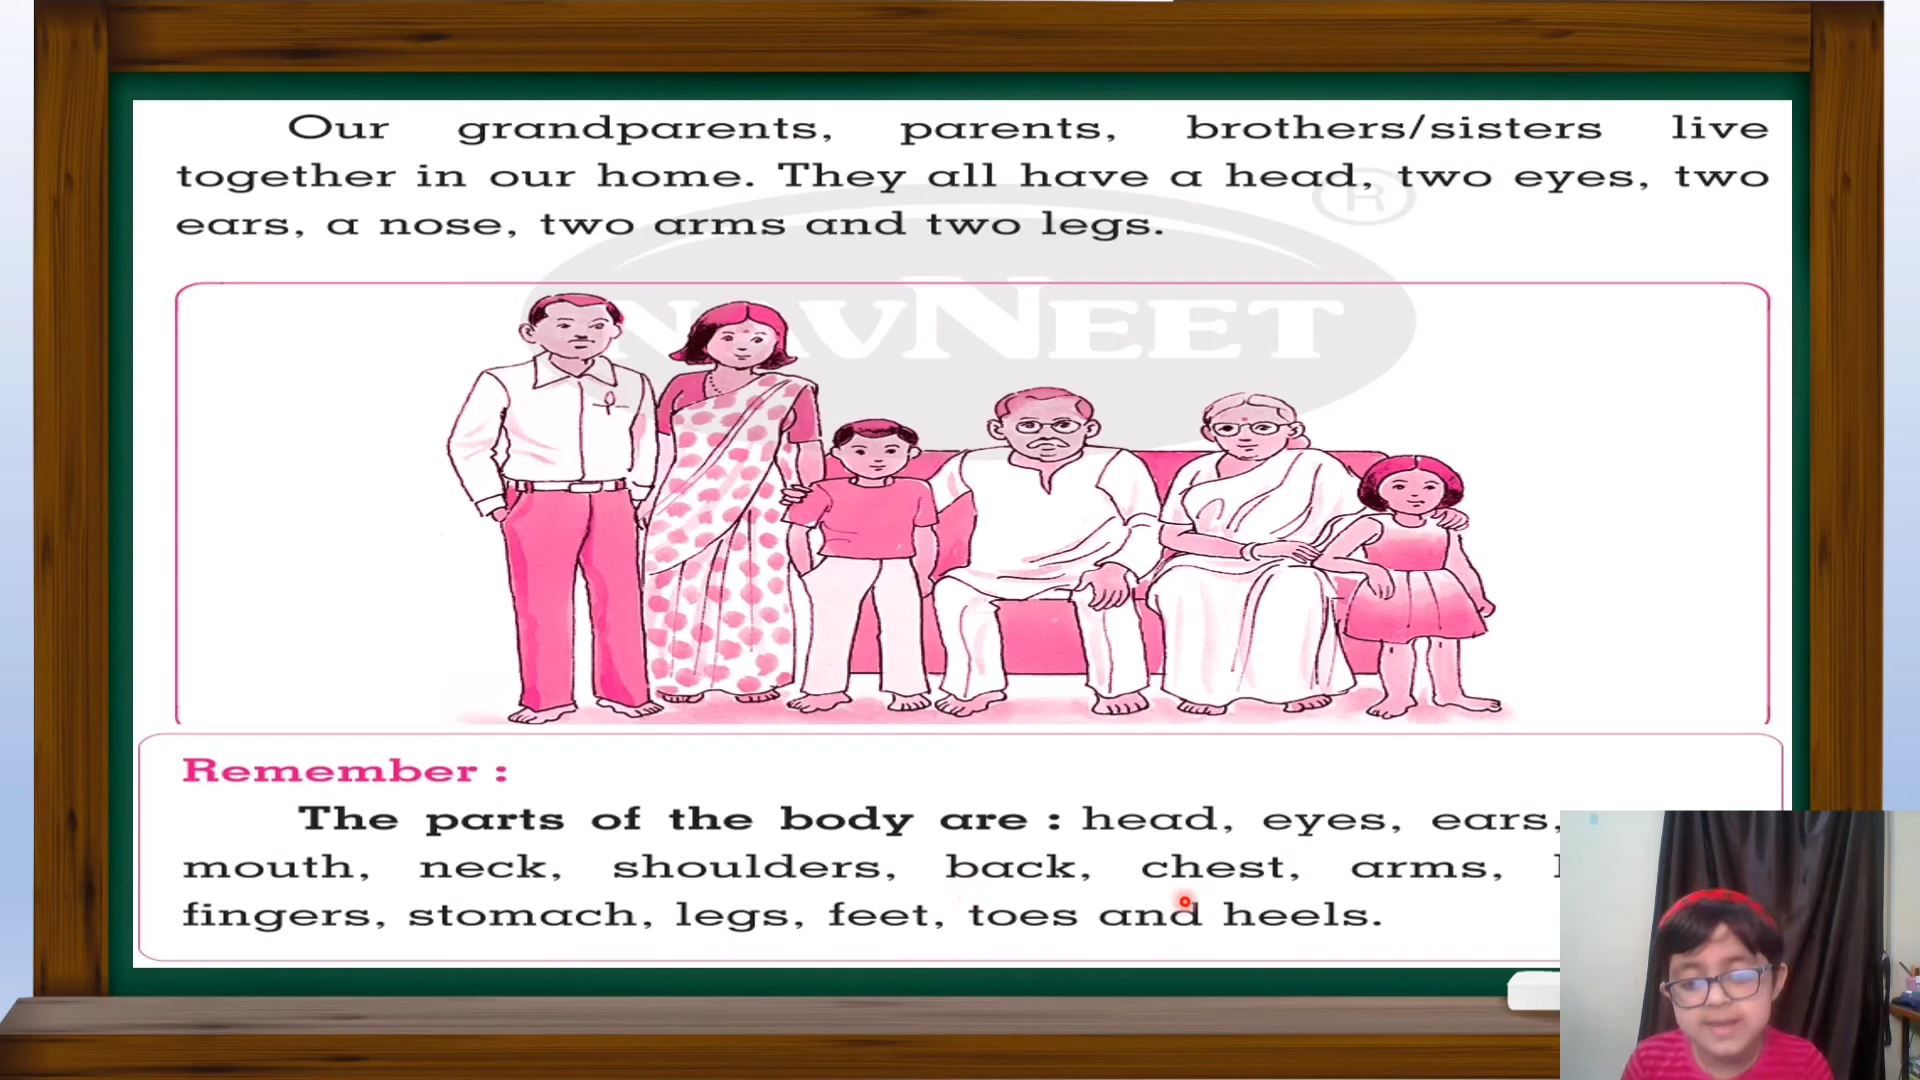 Our grandparents, parents, brothers/sisters live
together in our home. They all have a head, two eyes, two
ears, a nose, two arms and two legs.
®
NAVNEET
Remember :
The parts of the body are : head, eyes, ears,
mouth, neck, shoulders, back, chest, arms,
fingers, stomach, legs, feet, toes and heels.